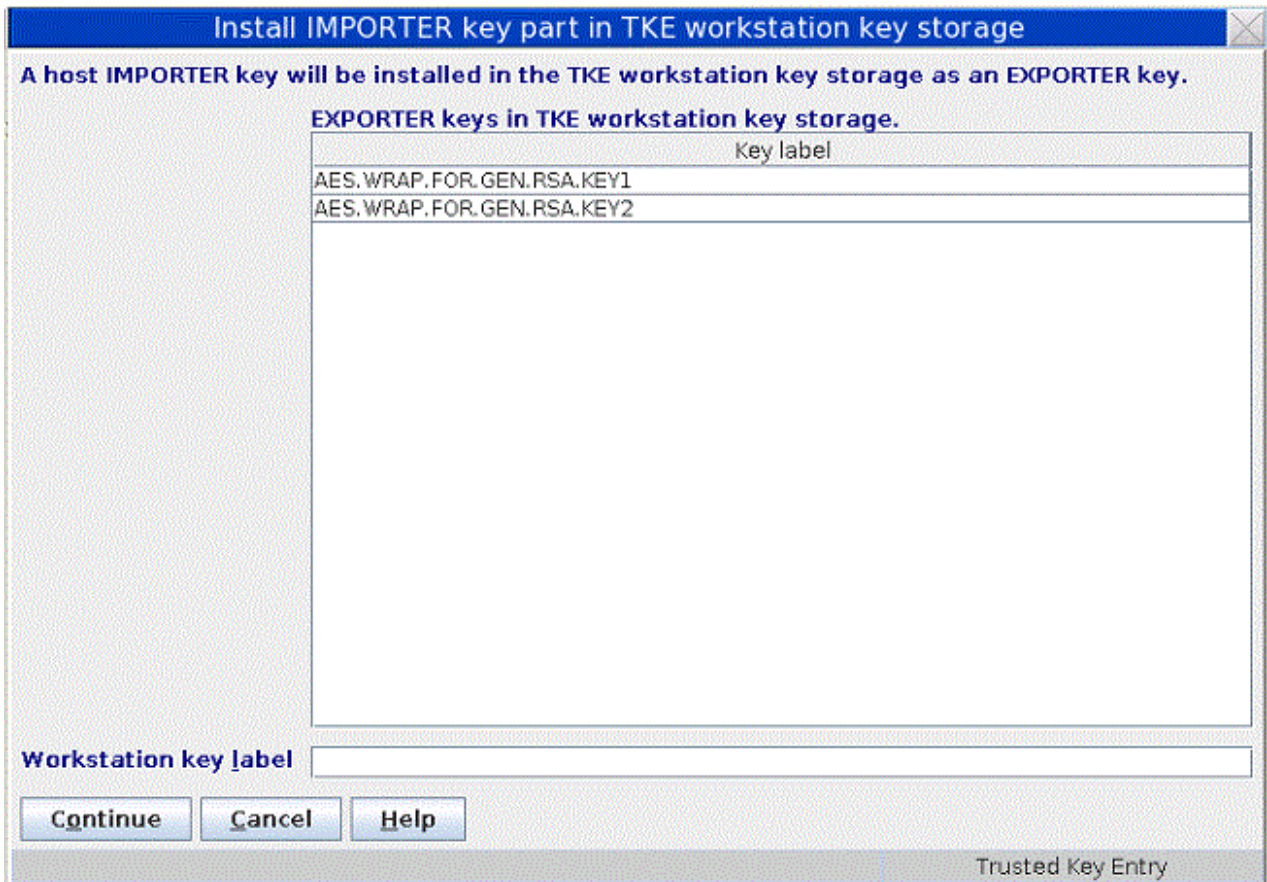 Install IMPORTER key part in TKE workstation key storage
A host IMPORTER key will be installed in the TKE workstation key storage as an EXPORTER key.
EXPORTER keys in TKE workstation key storage.
Key label
AES.WRAP.FOR.GEN.RSA.KEY1
AES.WRAP.FOR.GEN.RSA.KEY2
Workstation key label
Continue Cancel Help
Trusted Key Entry